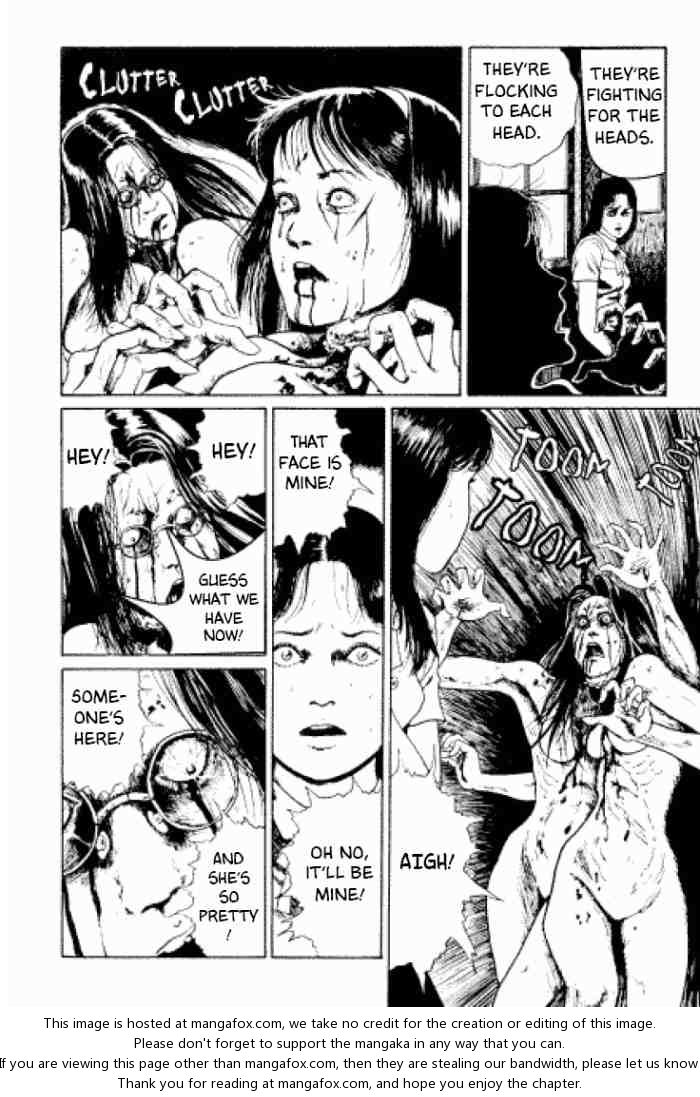 CLUTTER
CLUTTER
THEY'RE
FLOCKING
TO EACH
HEAD.
THEY'RE
FIGHTING
FOR THE
HEADS.
HEY!
HEY!
GUESS
WHAT WE
HAVE
NOW!
SOME-
ONE'S
HERE!
AND
SHE'S
SO
PRETTY
!
THAT
FACE IS
MINE!
OH NO,
IT'LL BE
MINE!
TOOM
TOOM
TOOM
AIGH!
This image is hosted at mangafox.com, we take no credit for the creation or editing of this image.
Please don't forget to support the mangaka in any way that you can.
If you are viewing this page other than mangafox.com, then they are stealing our bandwidth, please let us know
Thank you for reading at mangafox.com, and hope you enjoy the chapter.